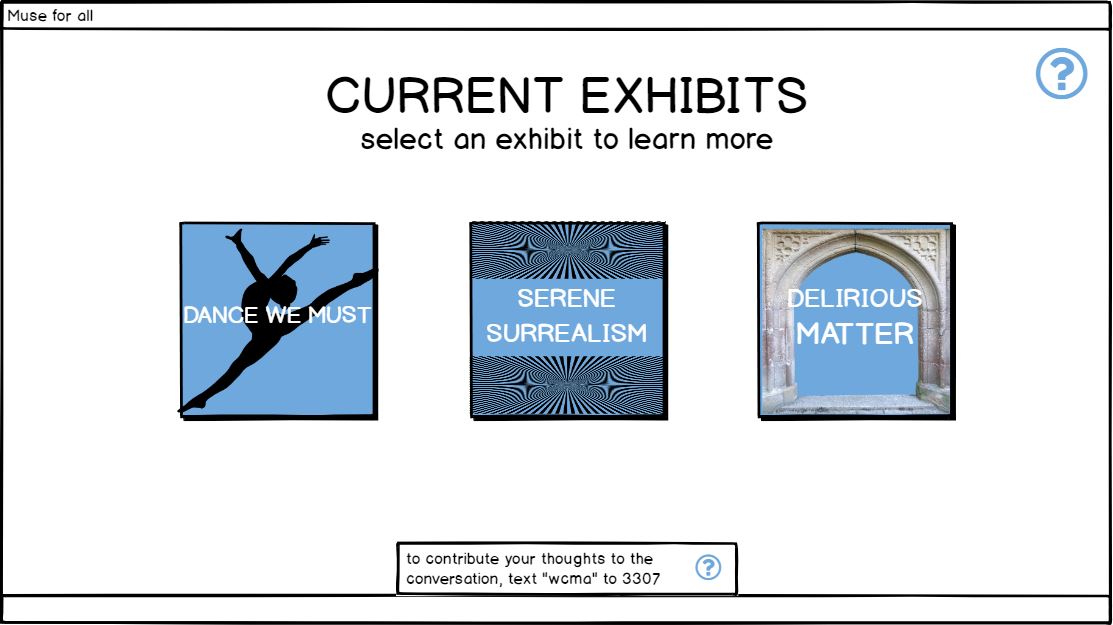 Muse for all
?
CURRENT EXHIBITS
select an exhibit to learn more
DANCE WE MUST
SERENE
SURREALISM
DELIRIOUS
MATTER
to contribute your thoughts to the
conversation, text "wcma" to 3307
?